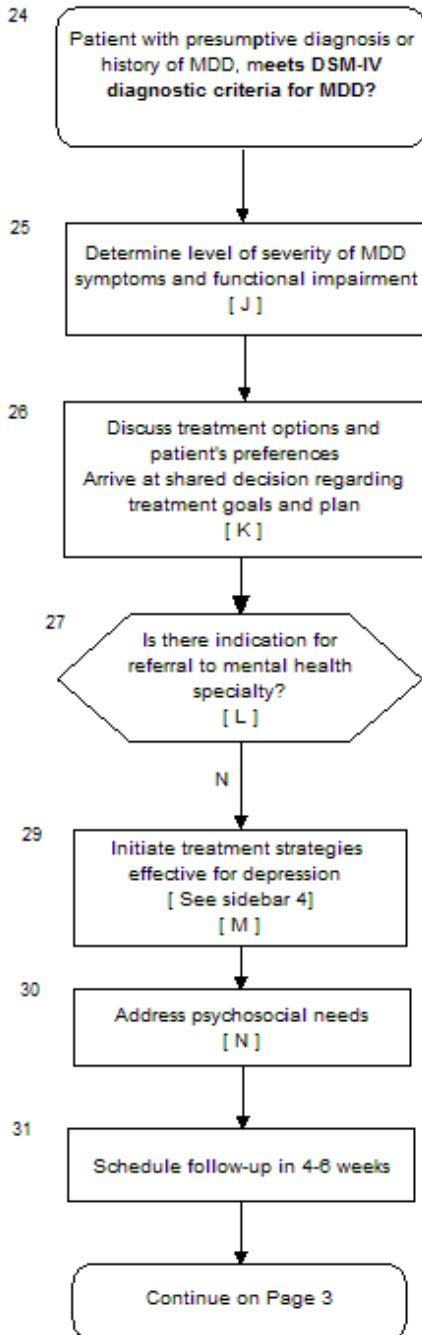 24
Patient with presumptive diagnosis or
history of MDD, meets DSM-IV
diagnostic criteria for MDD?
25
Determine level of severity of MDD
symptoms and functional impairment
[ J ]
26
Discuss treatment options and
patient's preferences
Arrive at shared decision regarding
treatment goals and plan
[ K ]
27
Is there indication for
referral to mental health
specialty?
[ L ]
N
29
Initiate treatment strategies
effective for depression
[ See sidebar 4]
[ M ]
30
Address psychosocial needs
[ N ]
31
Schedule follow-up in 4-6 weeks
Continue on Page 3